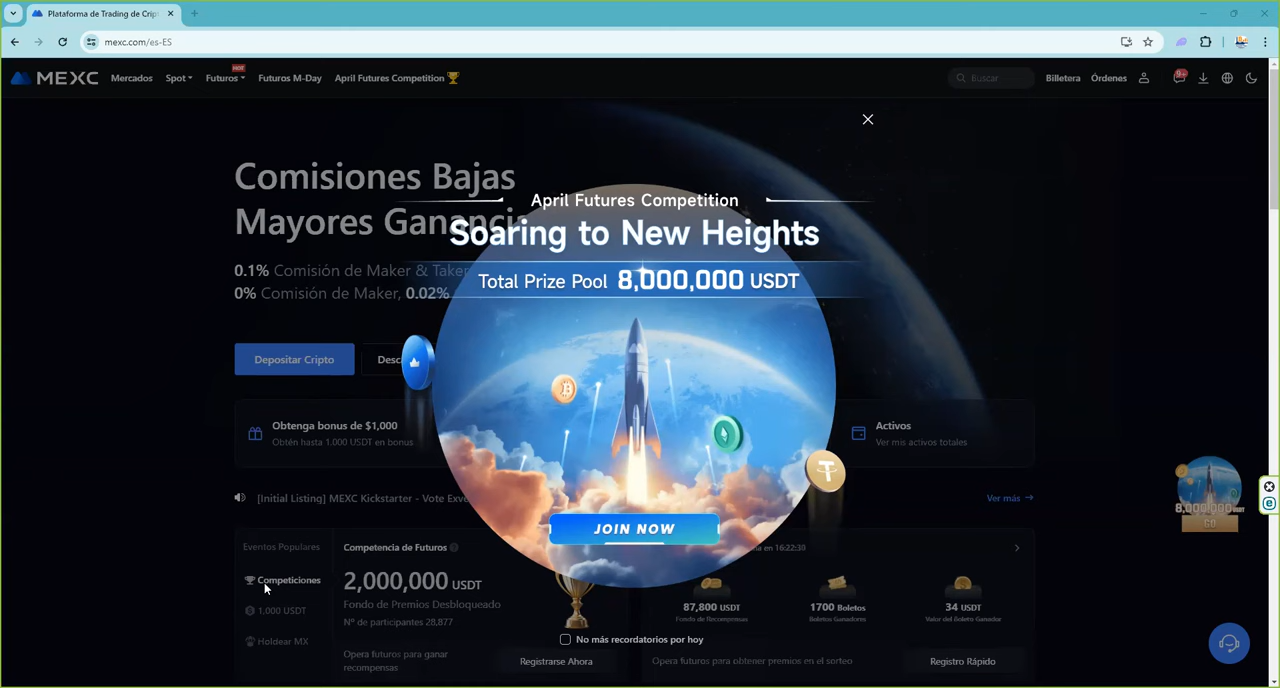 Plataforma de Trading de Crip
mexc.com/es-ES
MEXC
Mercados
Spot
Futuros
HOT
Futuros M-Day
April Futures Competition
Buscar
Billetera
Órdenes
9+
Comisiones Bajas
Mayores Gananci
0.1% Comisión de Maker & Taker
0% Comisión de Maker, 0.02%
Depositar Cripto
Desc
April Futures Competition
Soaring to New Heights
Total Prize Pool 8,000,000 USDT
JOIN NOW
No más recordatorios por hoy
Obtenga bonus de $1,000
Obtén hasta 1.000 USDT en bonus
Activos
Ver mis activos totales
[Initial Listing] MEXC Kickstarter - Vote
Ver más
8,000,000 USDT
GO
Eventos Populares
Competiciones
1,000 USDT
Holdear MX
Competencia de Futuros
2,000,000 USDT
Fondo de Premios Desbloqueado
Nº de participantes 28,877
Opera futuros para ganar
recompensas
Registrarse Ahora
en 16:22:30
87,800 USDT
Fondo de Recompensas
1700 Boletos
Boletos Ganadores
34 USDT
Valor del Boleto Ganador
Opera futuros para obtener premios en el sorteo
Registro Rápido